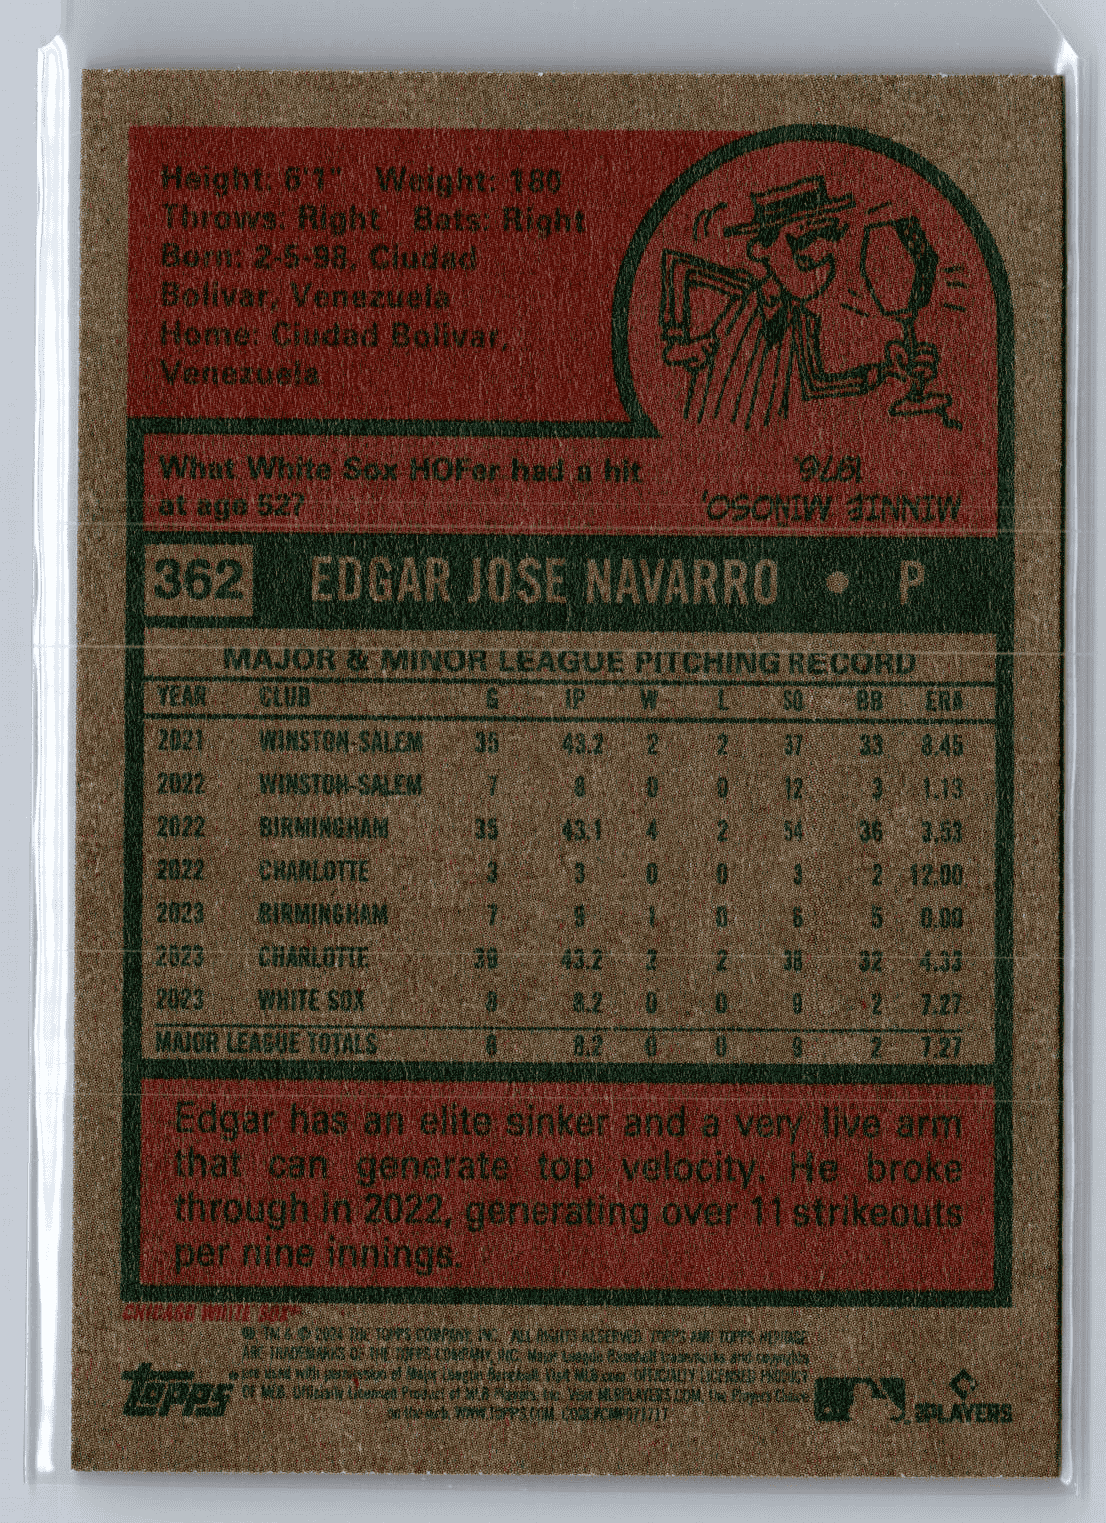 Height: 6'1" Weight: 180
Throws: Right Bats: Right
Born: 2-5-98, Ciudad
Bolivar, Venezuela
Home: Ciudad Bolivar,
Venezuela
What White Sox HOFer had a hit
at age 52?
MINNIE MINOSO,
1976
362 EDGAR JOSE NAVARRO • P
MAJOR & MINOR LEAGUE PITCHING RECORD
YEAR CLUB G IP W L SO BB ERA
2021 WINSTON-SALEM 35 43.2 2 2 37 33 8.45
2022 WINSTON-SALEM 7 8 0 0 12 3 1.13
2022 BIRMINGHAM 35 43.1 4 2 54 36 3.53
2022 CHARLOTTE 3 3 0 0 3 2 12.00
2023 BIRMINGHAM 7 9 1 0 6 5 0.00
2023 CHARLOTTE 43.2 2 32 4.33
2023 WHITE SOX 8 8.2 0 0 9 2 7.27
MAJOR LEAGUE TOTALS 8 8.2 0 0 9 2 7.27
Edgar has an elite sinker and a very live arm
that can generate top velocity. He broke
through in 2022, generating over 11 strikeouts
per nine innings.
CHICAGO WHITE SOX™
®, TM, & © 2024 THE TOPPS COMPANY, INC. ALL RIGHTS RESERVED. TOPPS AND TOPPS HERITAGE
ARE TRADEMARKS OF THE TOPPS COMPANY, INC. Major League Baseball trademarks and copyrights
are used with permission of Major League Baseball. Visit MLB.com. OFFICIALLY LICENSED PRODUCT
OF MLB. Officially Licensed Product of MLB Players, Inc. Visit MLBPLAYERS.COM, the Players Choice
on the web. WWW.TOPPS.COM. CODE#CMP071717
topps
PLAYERS